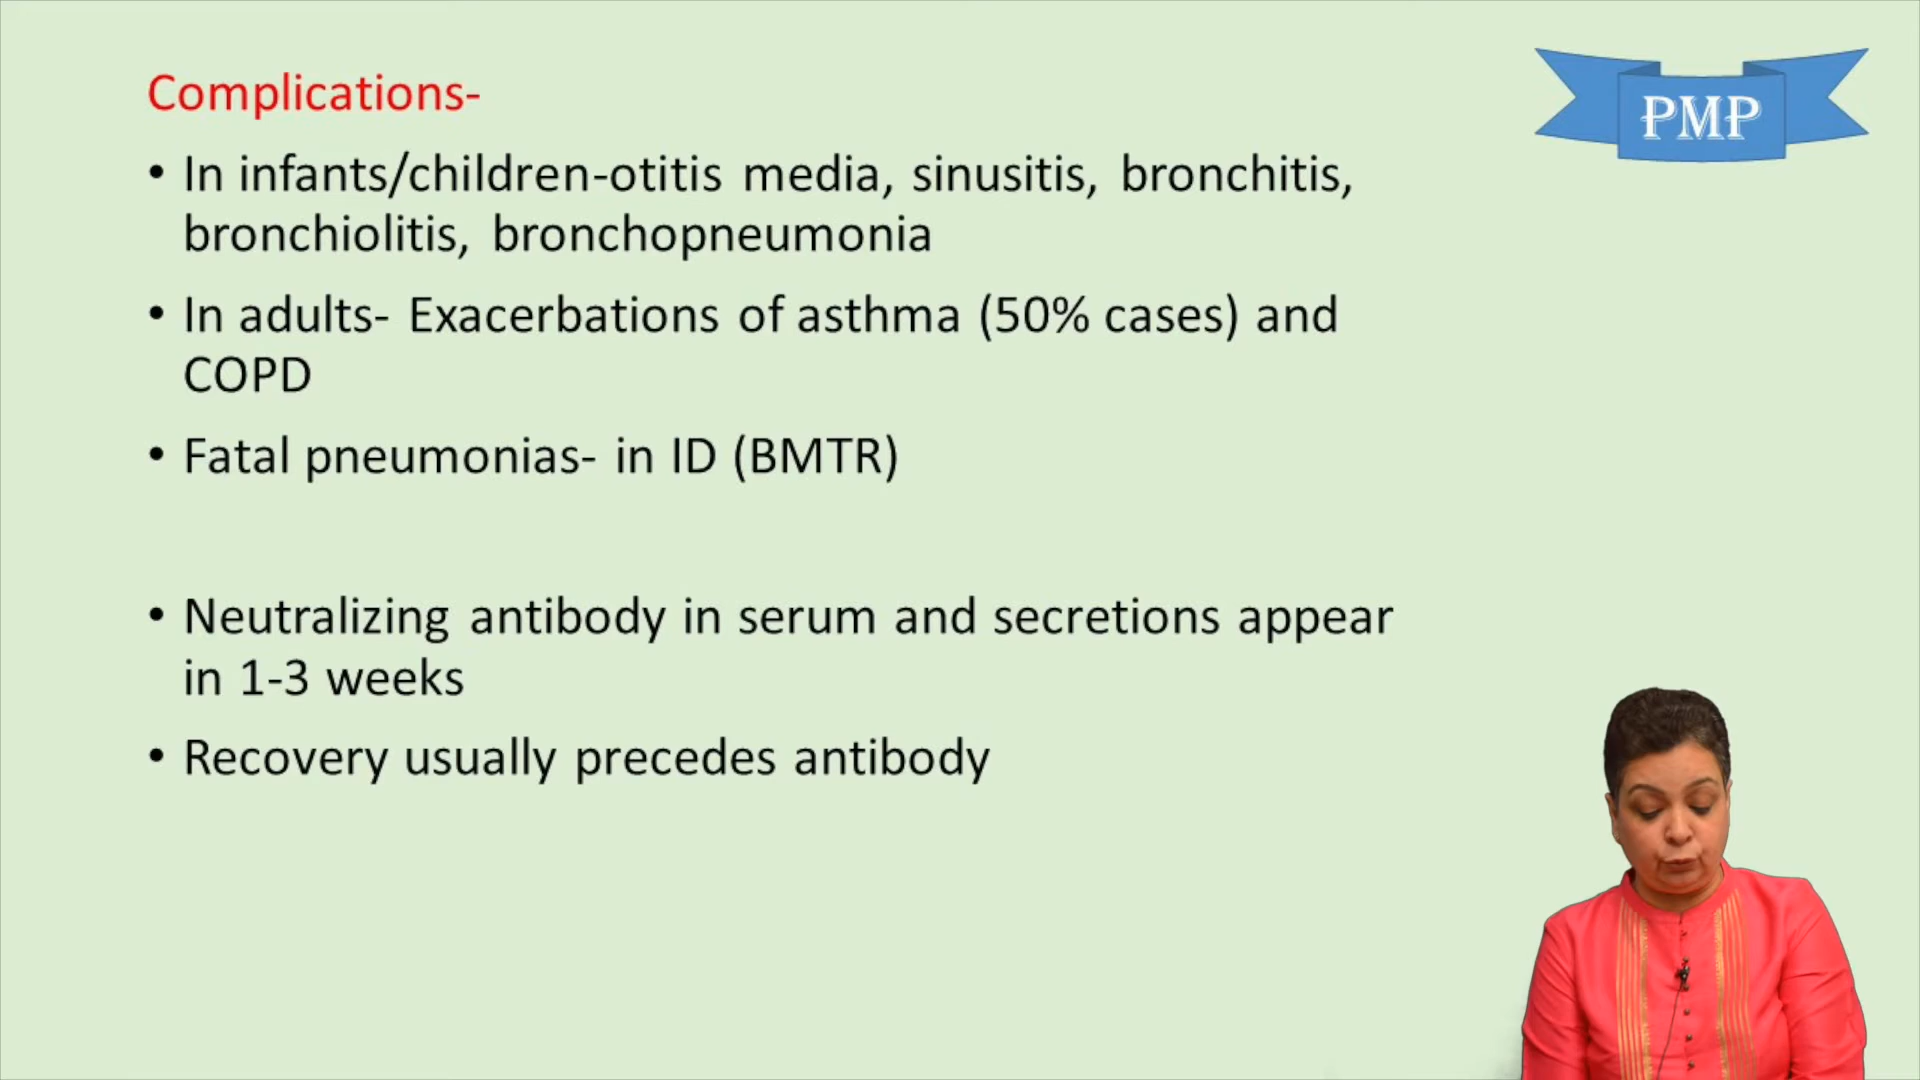 Complications-
PMP
• In infants/children-otitis media, sinusitis, bronchitis,
bronchiolitis, bronchopneumonia
• In adults- Exacerbations of asthma (50% cases) and
COPD
• Fatal pneumonias- in ID (BMTR)
• Neutralizing antibody in serum and secretions appear
in 1-3 weeks
• Recovery usually precedes antibody